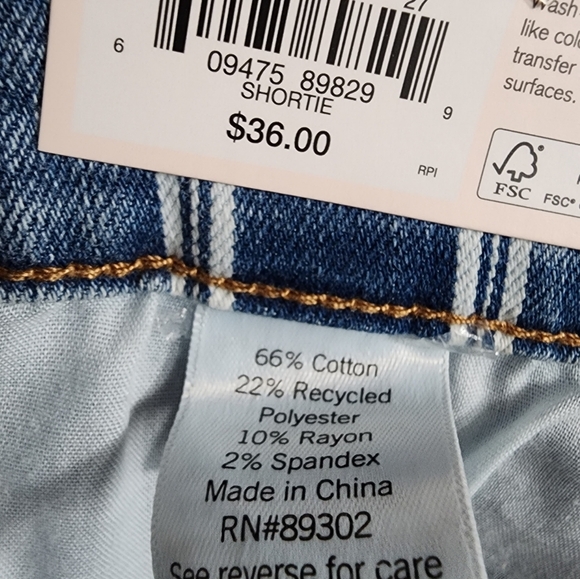 27
6
09475 89829
9
SHORTIE
$36.00
RPI
Wash
like
transfer
surfaces.
FSC
FSC®
66% Cotton
22% Recycled
Polyester
10% Rayon
2% Spandex
Made in China
RN#89302
See reverse for care